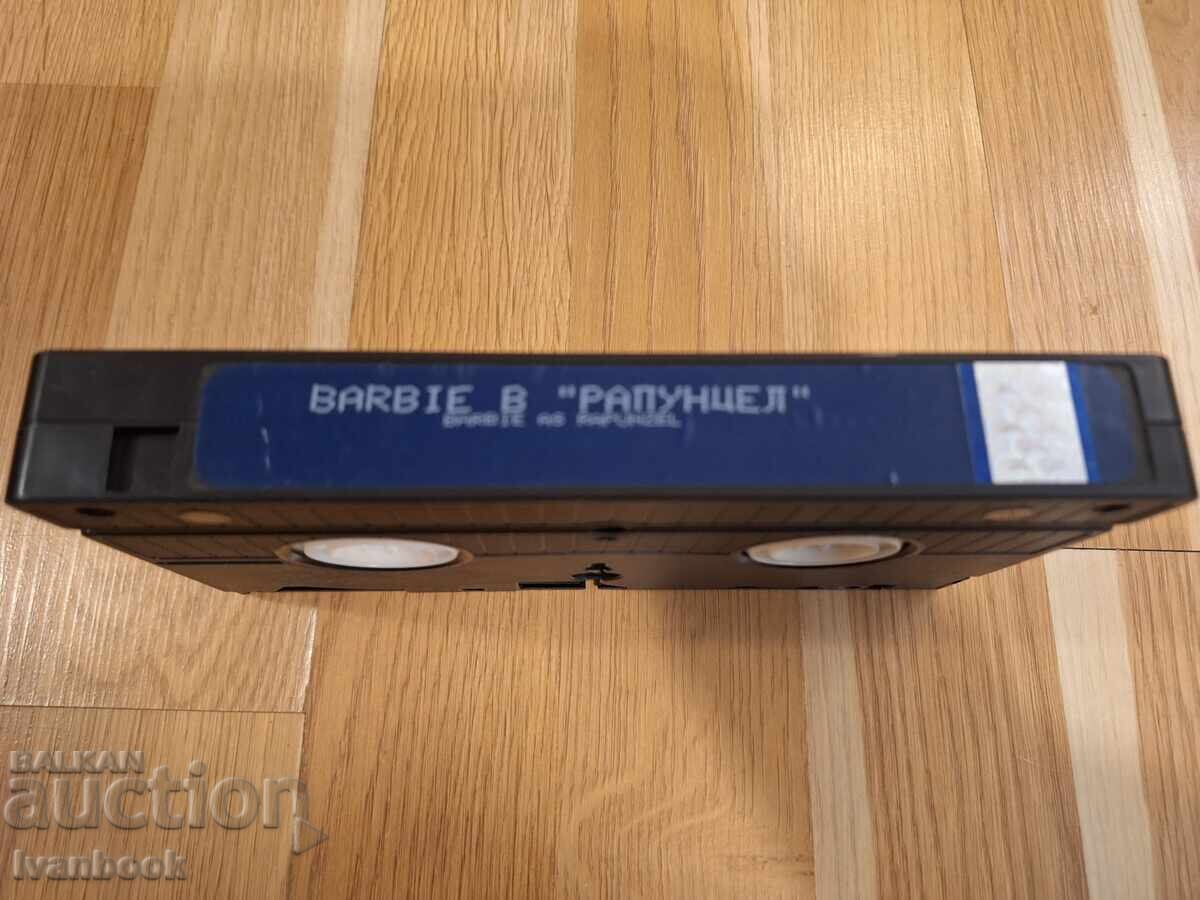 BARBIE В "РАПУНЦЕЛ"
BARBIE AS RAPUNZEL
BALKAN
auction
Ivanbook